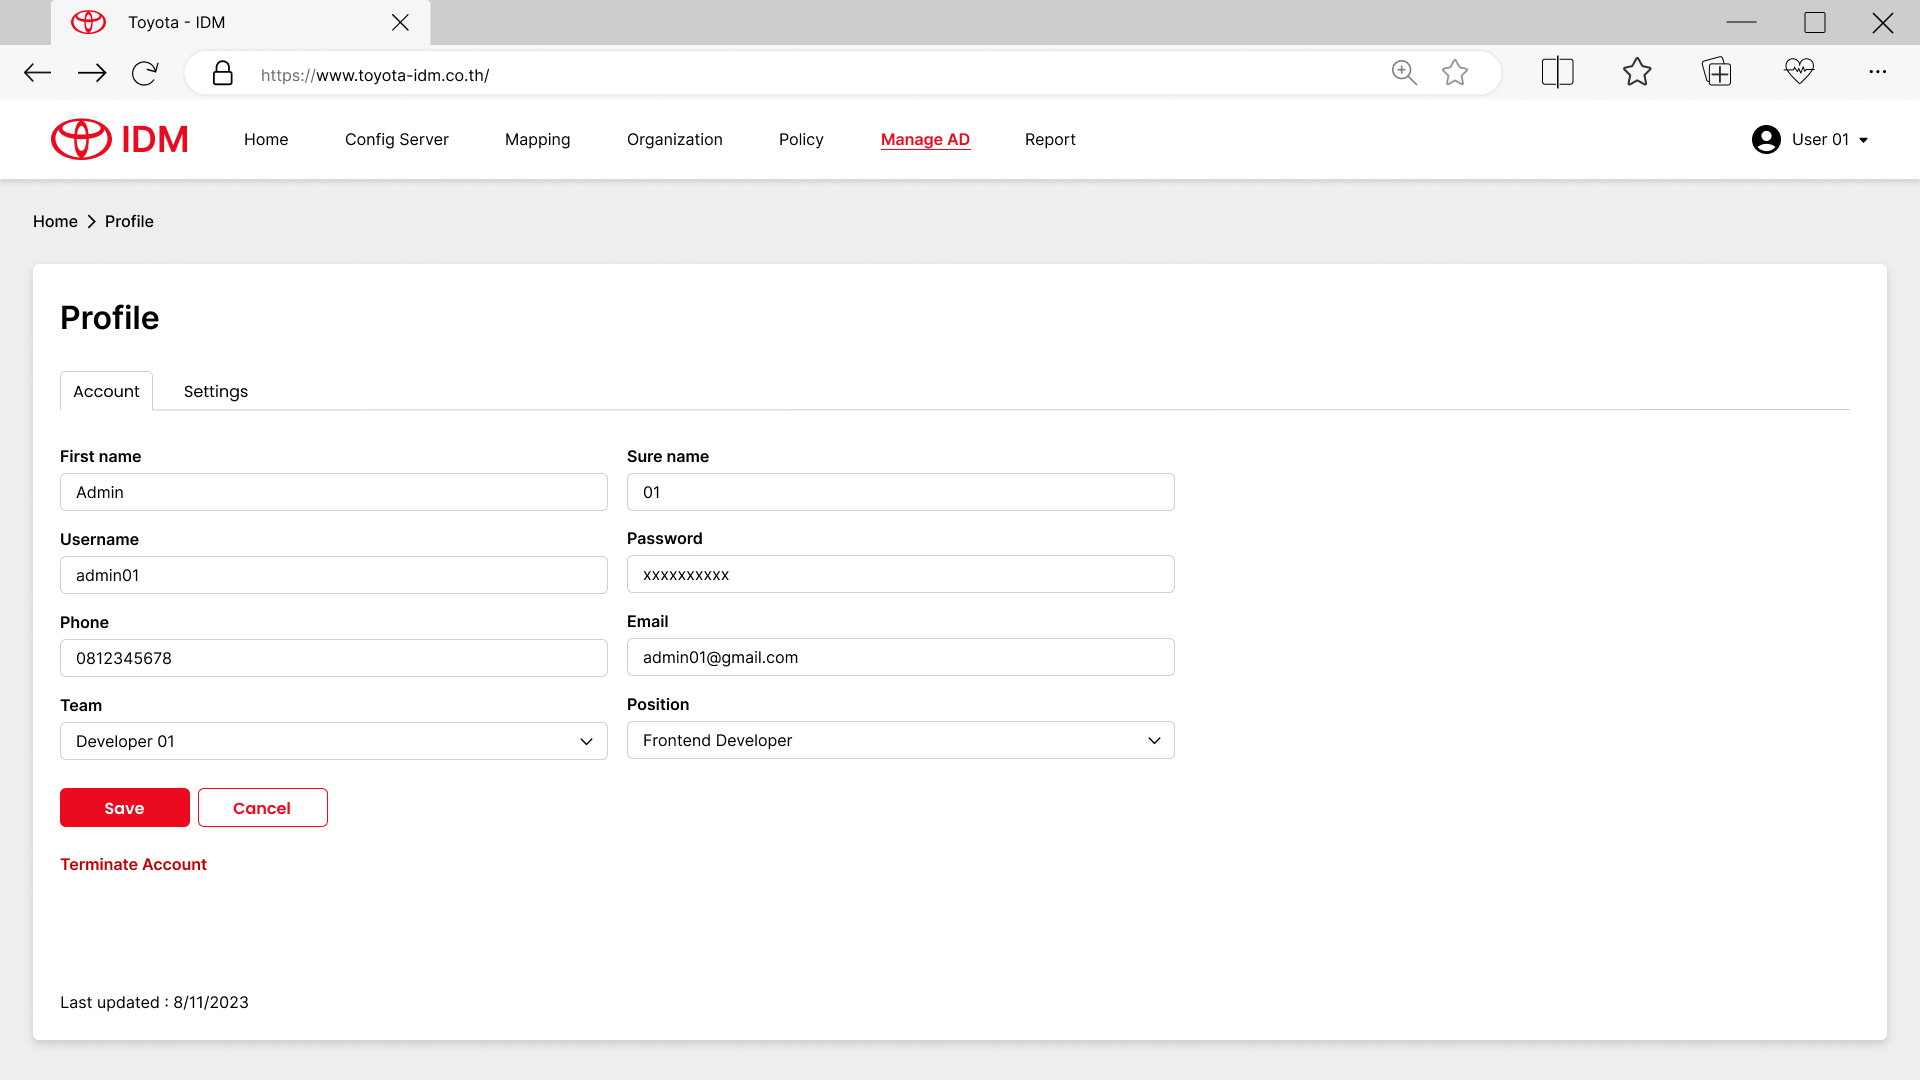 Toyota - IDM
https://www.toyota-idm.co.th/
IDM Home Config Server Mapping Organization Policy Manage AD Report User 01
Home > Profile
Profile
Account Settings
First name Sure name
Admin 01
Username Password
admin01 xxxxxxxxxx
Phone Email
0812345678 admin01@gmail.com
Team Position
Developer 01 Frontend Developer
Save Cancel
Terminate Account
Last updated : 8/11/2023